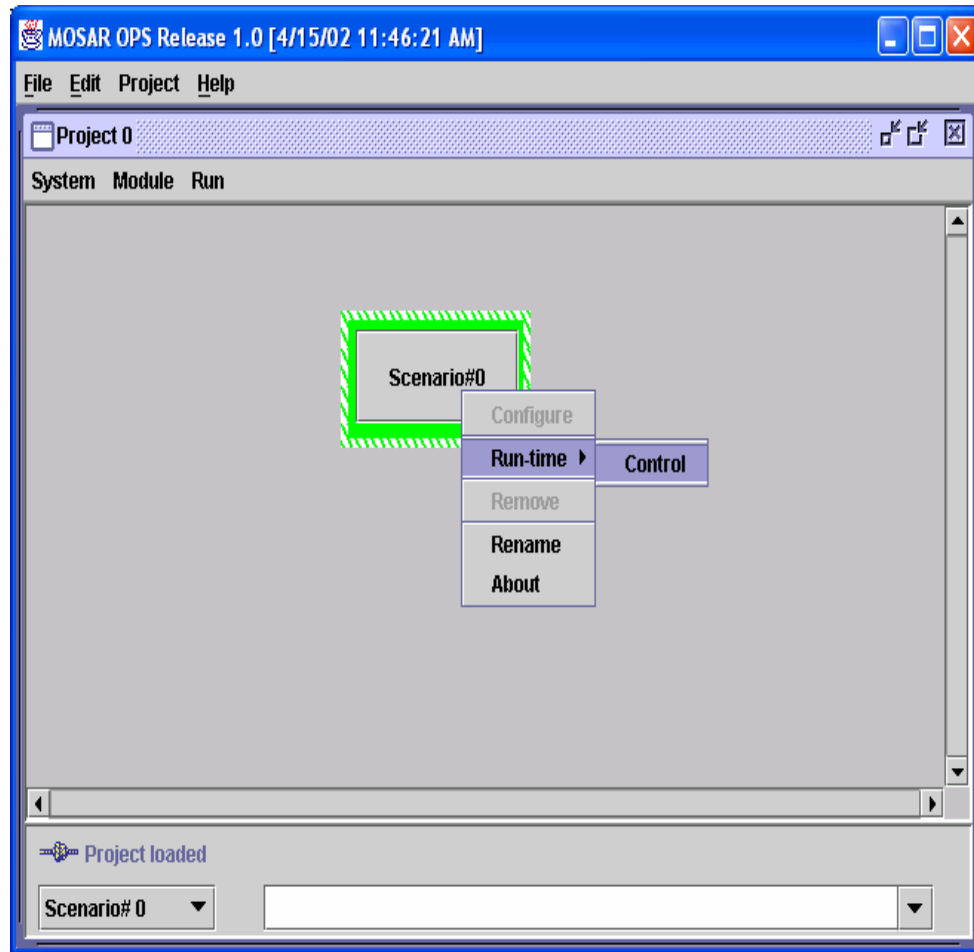 MOSAR OPS Release 1.0 [4/15/02 11:46:21 AM]
File Edit Project Help
Project 0
System Module Run
Scenario#0
Configure
Run-time
Control
Remove
Rename
About
Project loaded
Scenario# 0